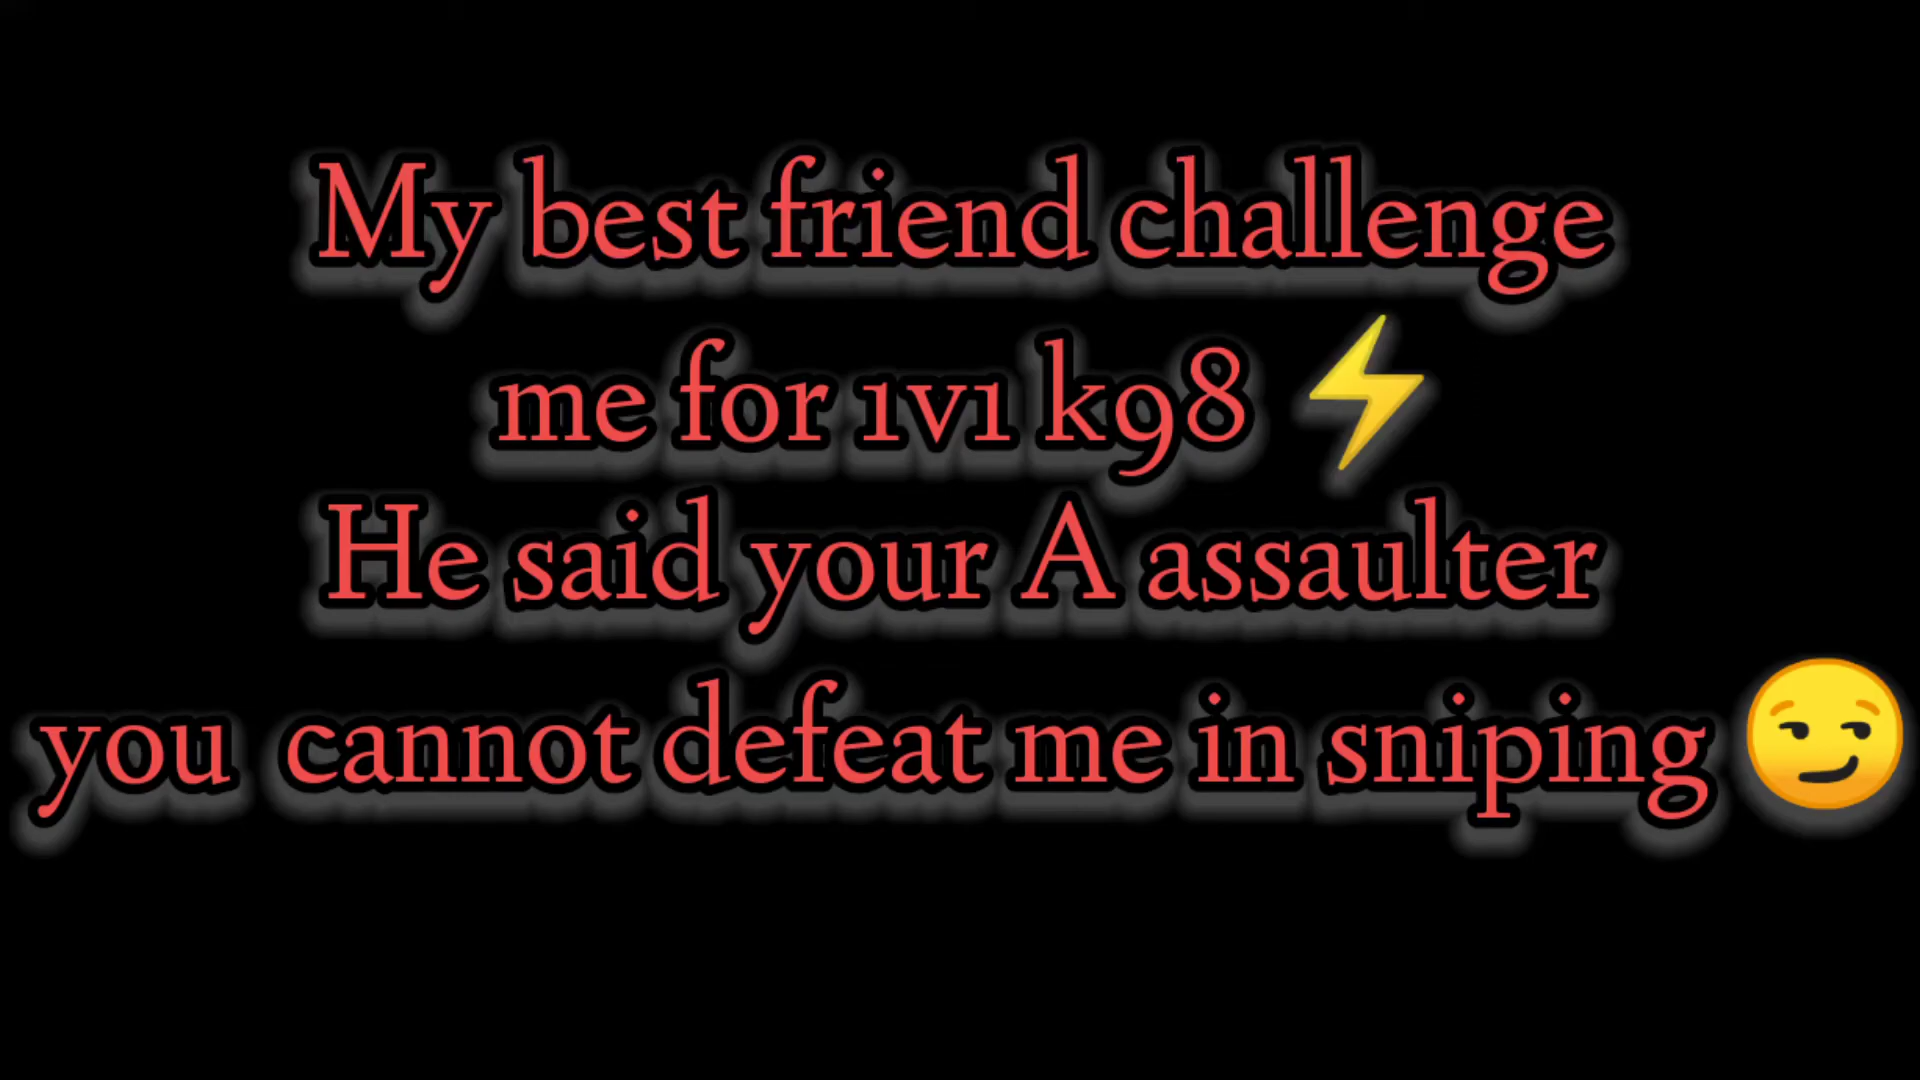 My best friend challenge
me for 1v1 k98 ⚡
He said your A assaulter
you cannot defeat me in sniping 😏